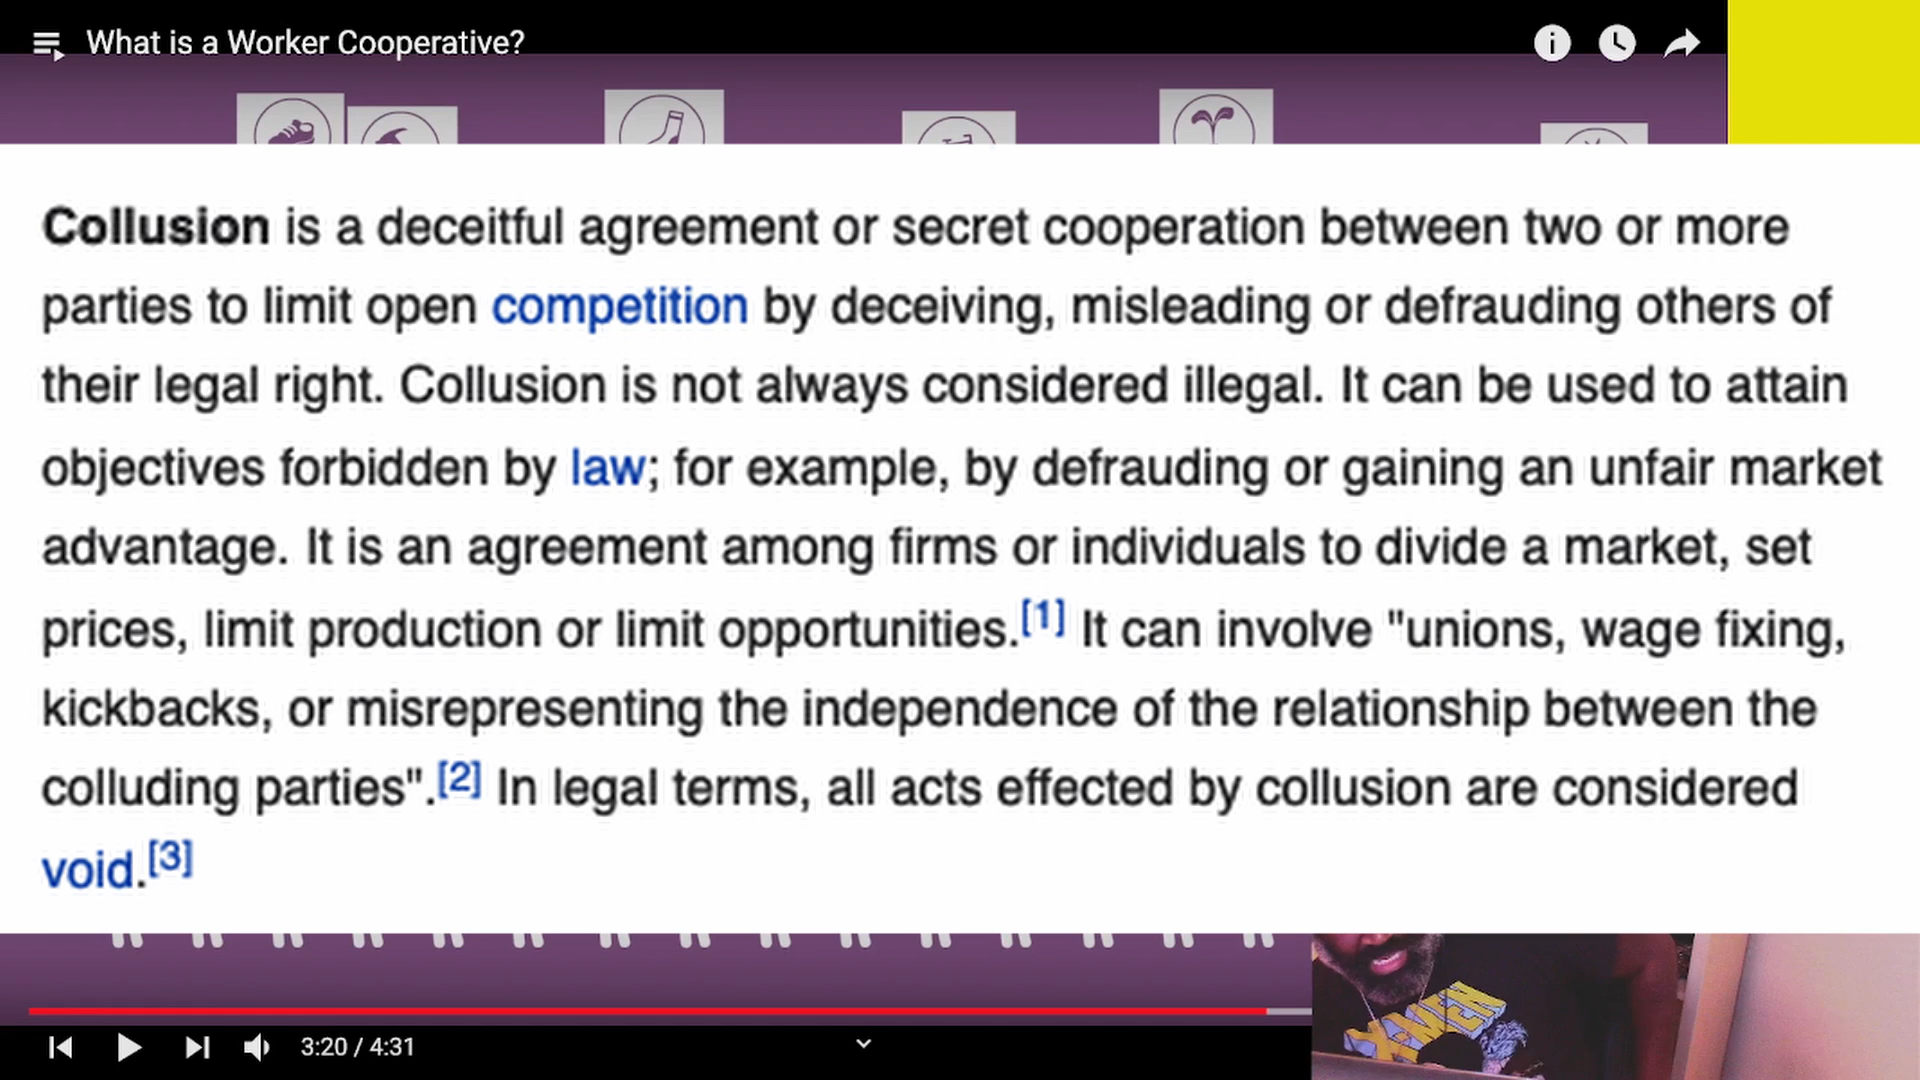 What is a Worker Cooperative?
Collusion is a deceitful agreement or secret cooperation between two or more
parties to limit open competition by deceiving, misleading or defrauding others of
their legal right. Collusion is not always considered illegal. It can be used to attain
objectives forbidden by law; for example, by defrauding or gaining an unfair market
advantage. It is an agreement among firms or individuals to divide a market, set
prices, limit production or limit opportunities.[1] It can involve "unions, wage fixing,
kickbacks, or misrepresenting the independence of the relationship between the
colluding parties".[2] In legal terms, all acts effected by collusion are considered
void.[3]
X-MEN
3:20 / 4:31